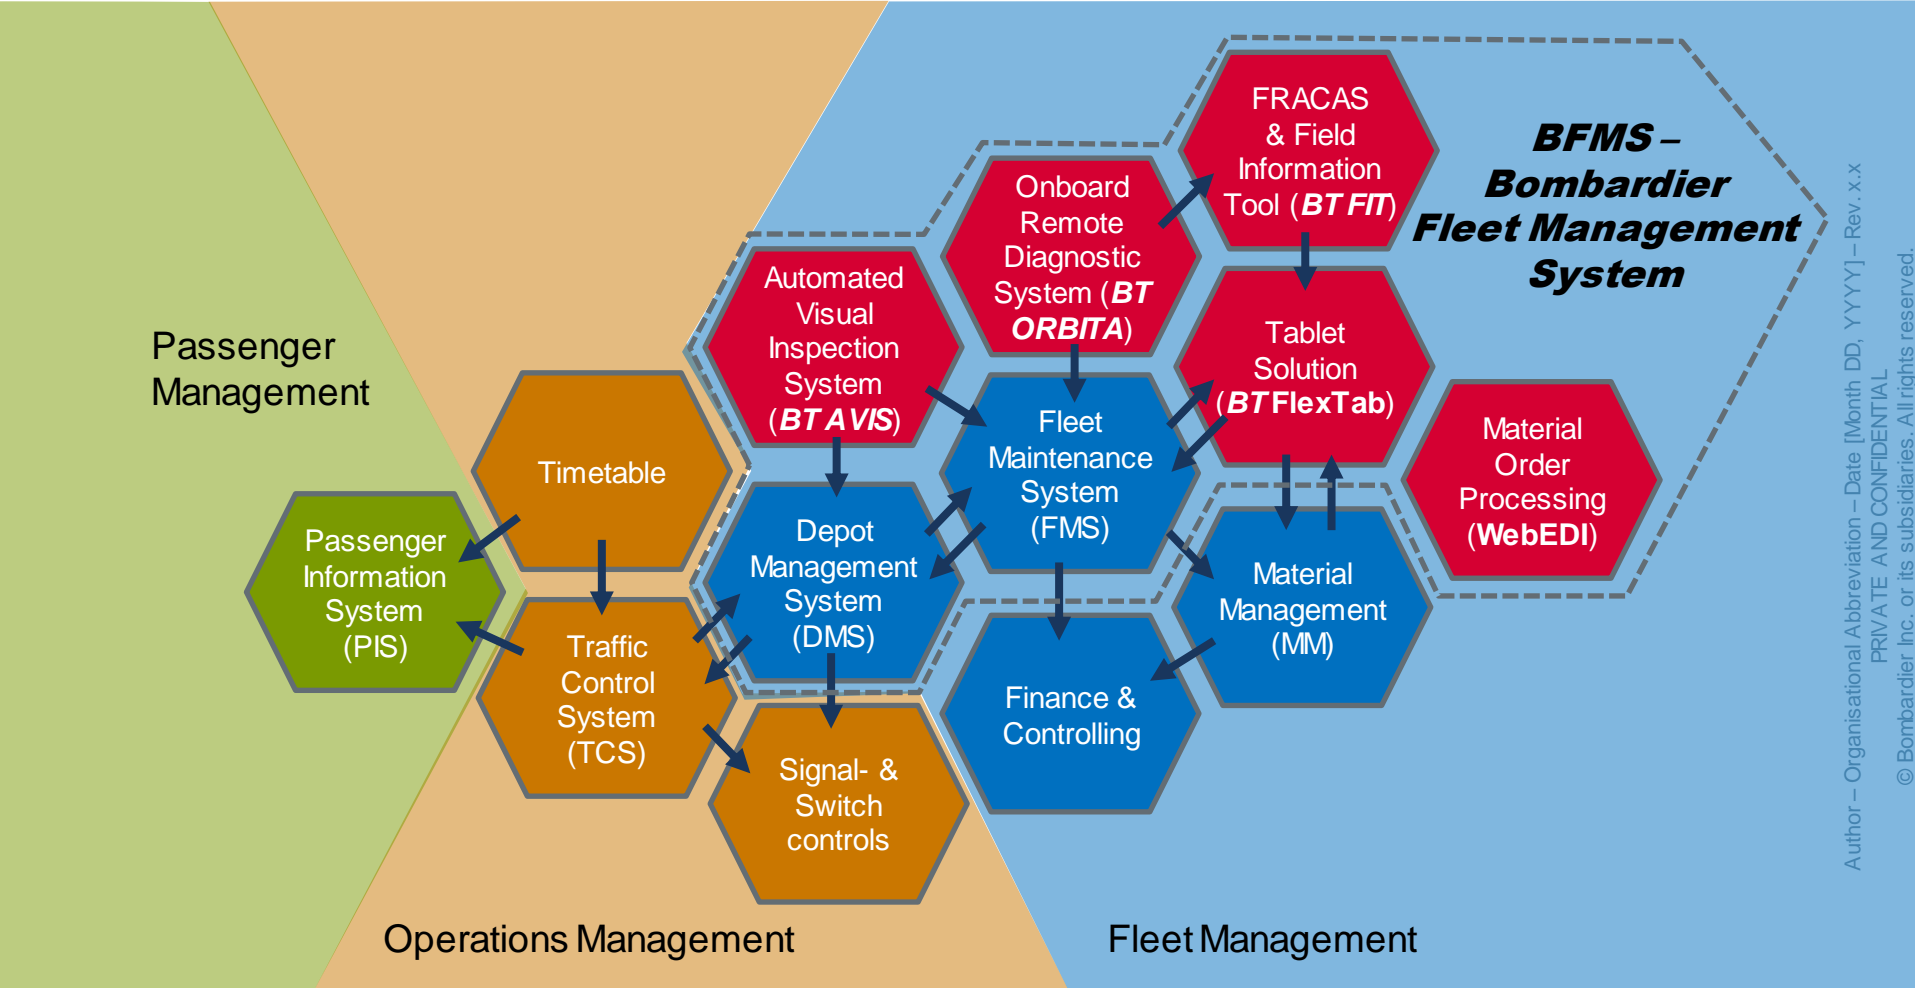 FRACAS
& Field
Information
Tool (BT FIT)
BFMS –
Bombardier
Fleet Management
System
Onboard
Remote
Diagnostic
System (BT
ORBITA)
Automated
Visual
Inspection
System
(BT AVIS)
Tablet
Solution
(BT FlexTab)
Passenger
Management
Timetable
Fleet
Maintenance
System
(FMS)
Material
Order
Processing
(WebEDI)
Passenger
Information
System
(PIS)
Depot
Management
System
(DMS)
Material
Management
(MM)
Traffic
Control
System
(TCS)
Finance &
Controlling
Signal- &
Switch
controls
Operations Management
Fleet Management
Author – Organisational Abbreviation – Date [Month DD, YYYY] – Rev. x.x
PRIVATE AND CONFIDENTIAL
© Bombardier Inc. or its subsidiaries. All rights reserved.